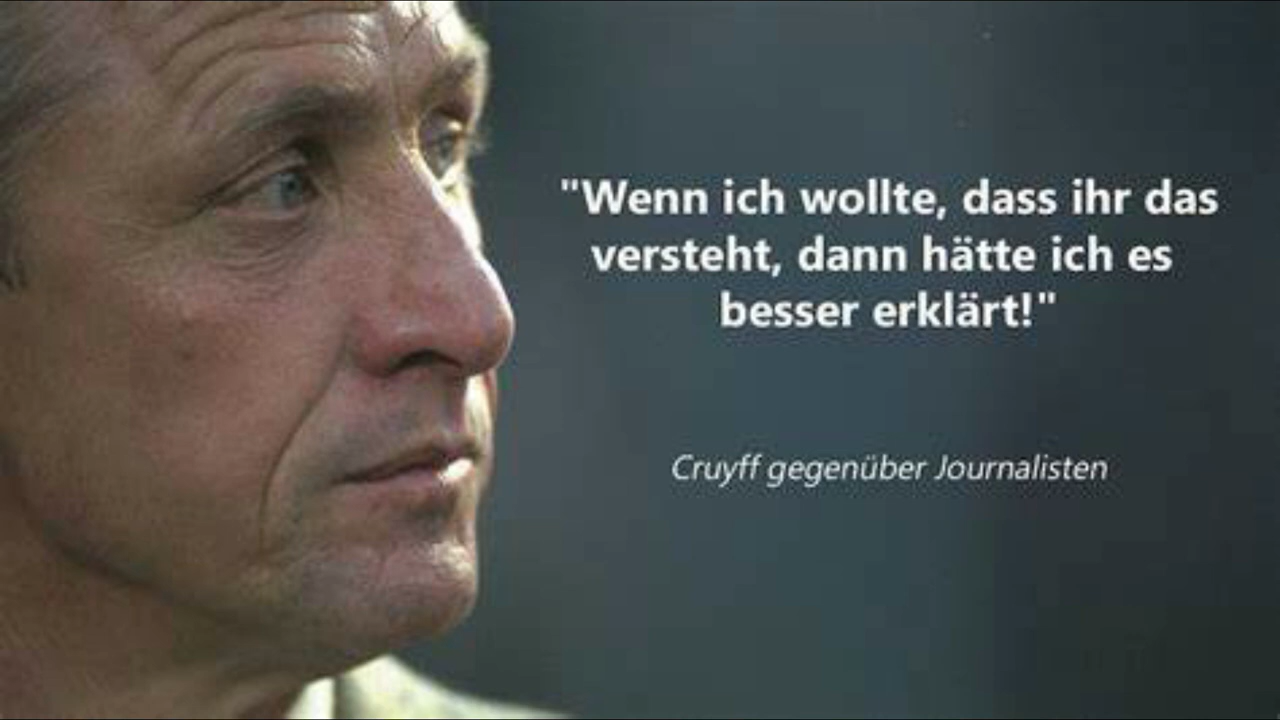 "Wenn ich wollte, dass ihr das
versteht, dann hätte ich es
besser erklärt!"
Cruyff gegenüber Journalisten